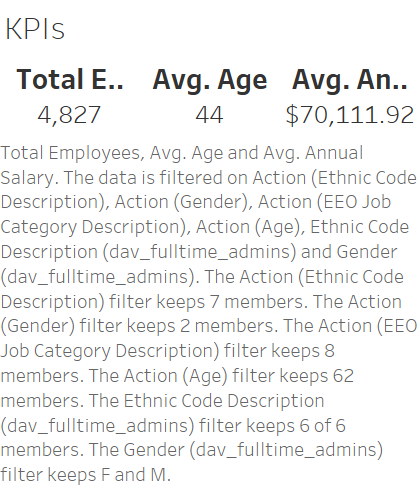 KPIs
Total E.. Avg. Age Avg. An..
4,827 44 $70,111.92
Total Employees, Avg. Age and Avg. Annual
Salary. The data is filtered on Action (Ethnic Code
Description), Action (Gender), Action (EEO Job
Category Description), Action (Age), Ethnic Code
Description (dav_fulltime_admins) and Gender
(dav_fulltime_admins). The Action (Ethnic Code
Description) filter keeps 7 members. The Action
(Gender) filter keeps 2 members. The Action (EEO
Job Category Description) filter keeps 8
members. The Action (Age) filter keeps 62
members. The Ethnic Code Description
(dav_fulltime_admins) filter keeps 6 of 6
members. The Gender (dav_fulltime_admins)
filter keeps F and M.